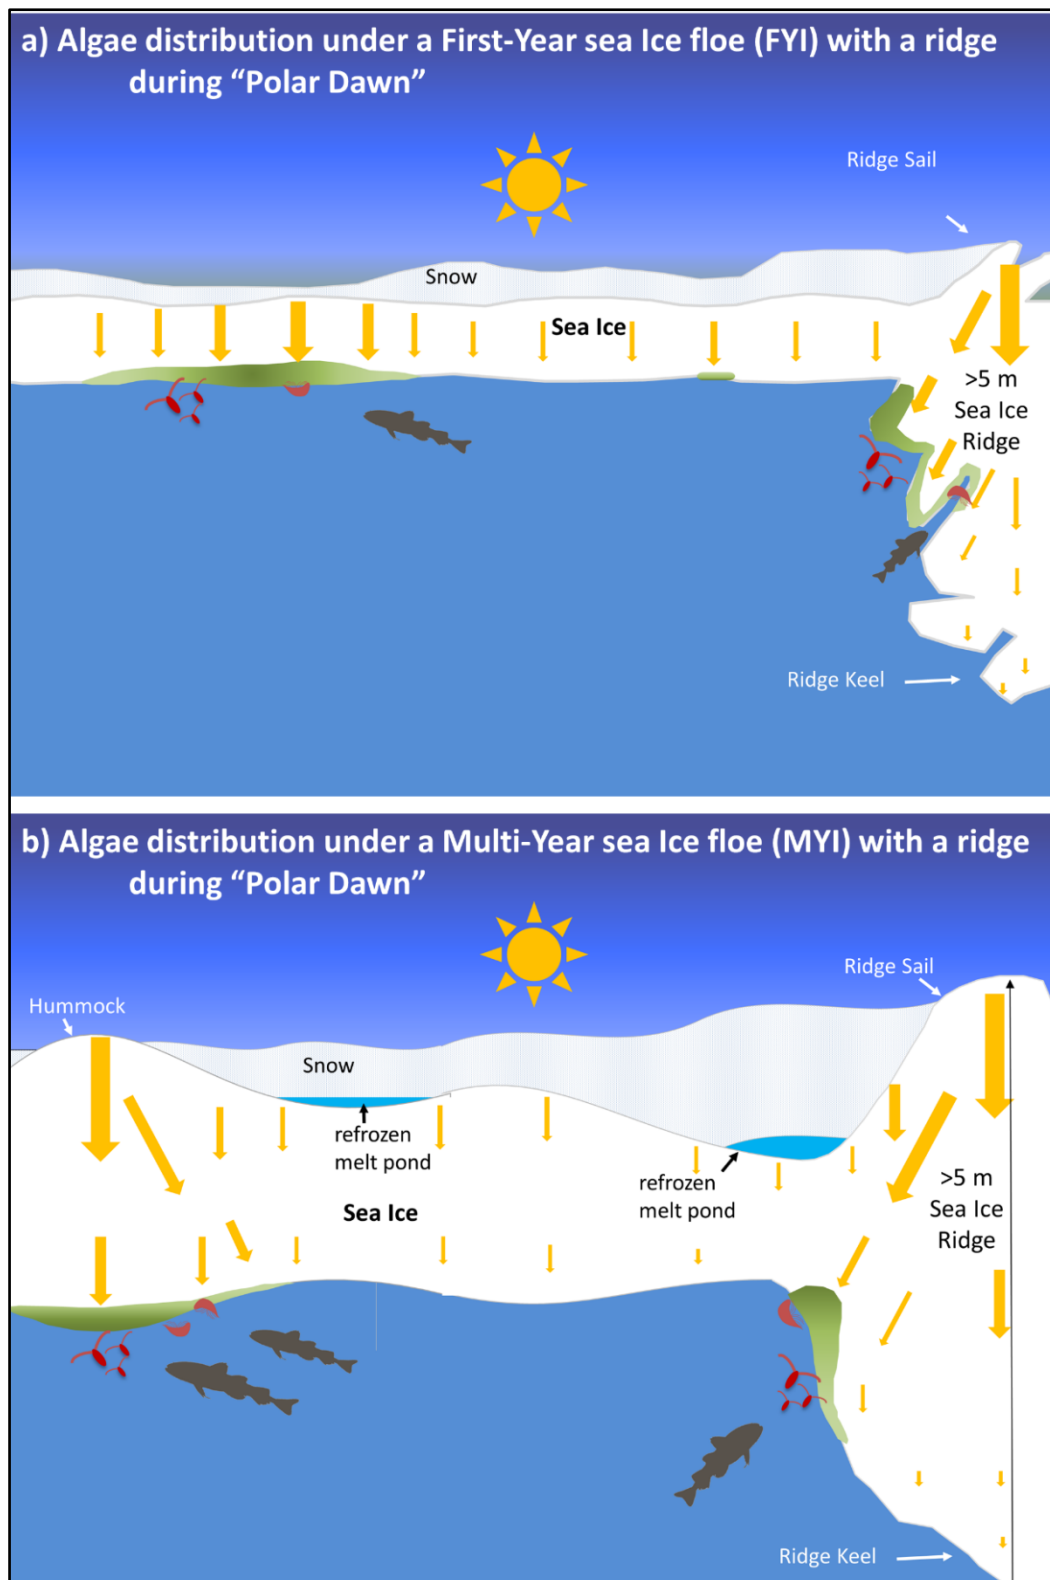 a) Algae distribution under a First-Year sea Ice floe (FYI) with a ridge
during “Polar Dawn”
Ridge Sail
Snow
Sea Ice
>5 m
Sea Ice
Ridge
Ridge Keel
b) Algae distribution under a Multi-Year sea Ice floe (MYI) with a ridge
during “Polar Dawn”
Ridge Sail
Hummock
Snow
refrozen
melt pond
refrozen
melt pond
>5 m
Sea Ice
Ridge
Sea Ice
Ridge Keel